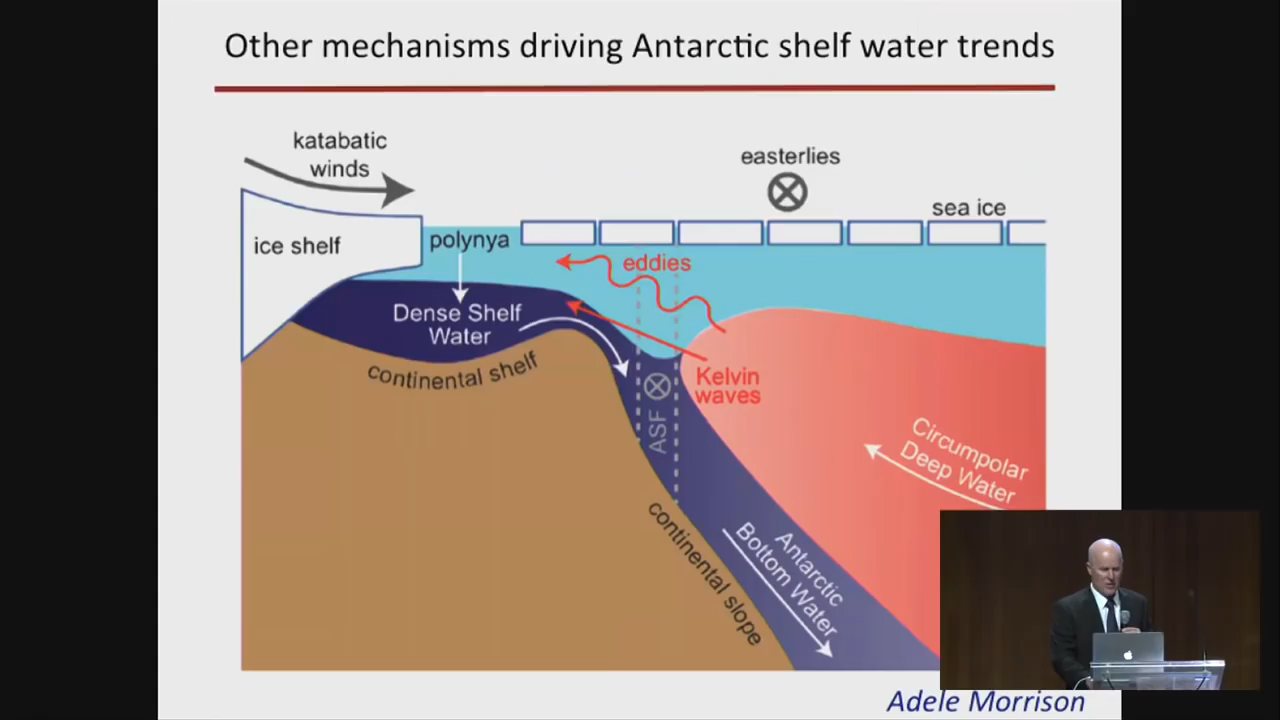 Other mechanisms driving Antarctic shelf water trends
katabatic
winds
easterlies
sea ice
ice shelf
polynya
eddies
Dense Shelf
Water
continental shelf
Kelvin
waves
ASF
Circumpolar
Deep Water
continental slope
Antarctic
Bottom Water
Adele Morrison